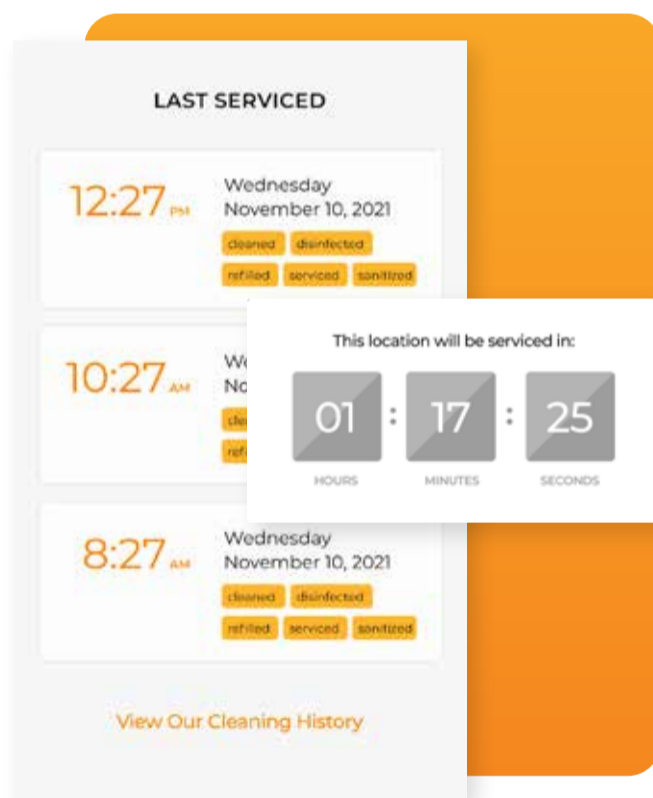 LAST SERVICED
12:27 PM
Wednesday
November 10, 2021
cleaned disinfected
refilled serviced sanitized
10:27 AM
This location will be serviced in:
01 : 17 : 25
HOURS MINUTES SECONDS
8:27 AM
Wednesday
November 10, 2021
cleaned disinfected
refilled serviced sanitized
View Our Cleaning History